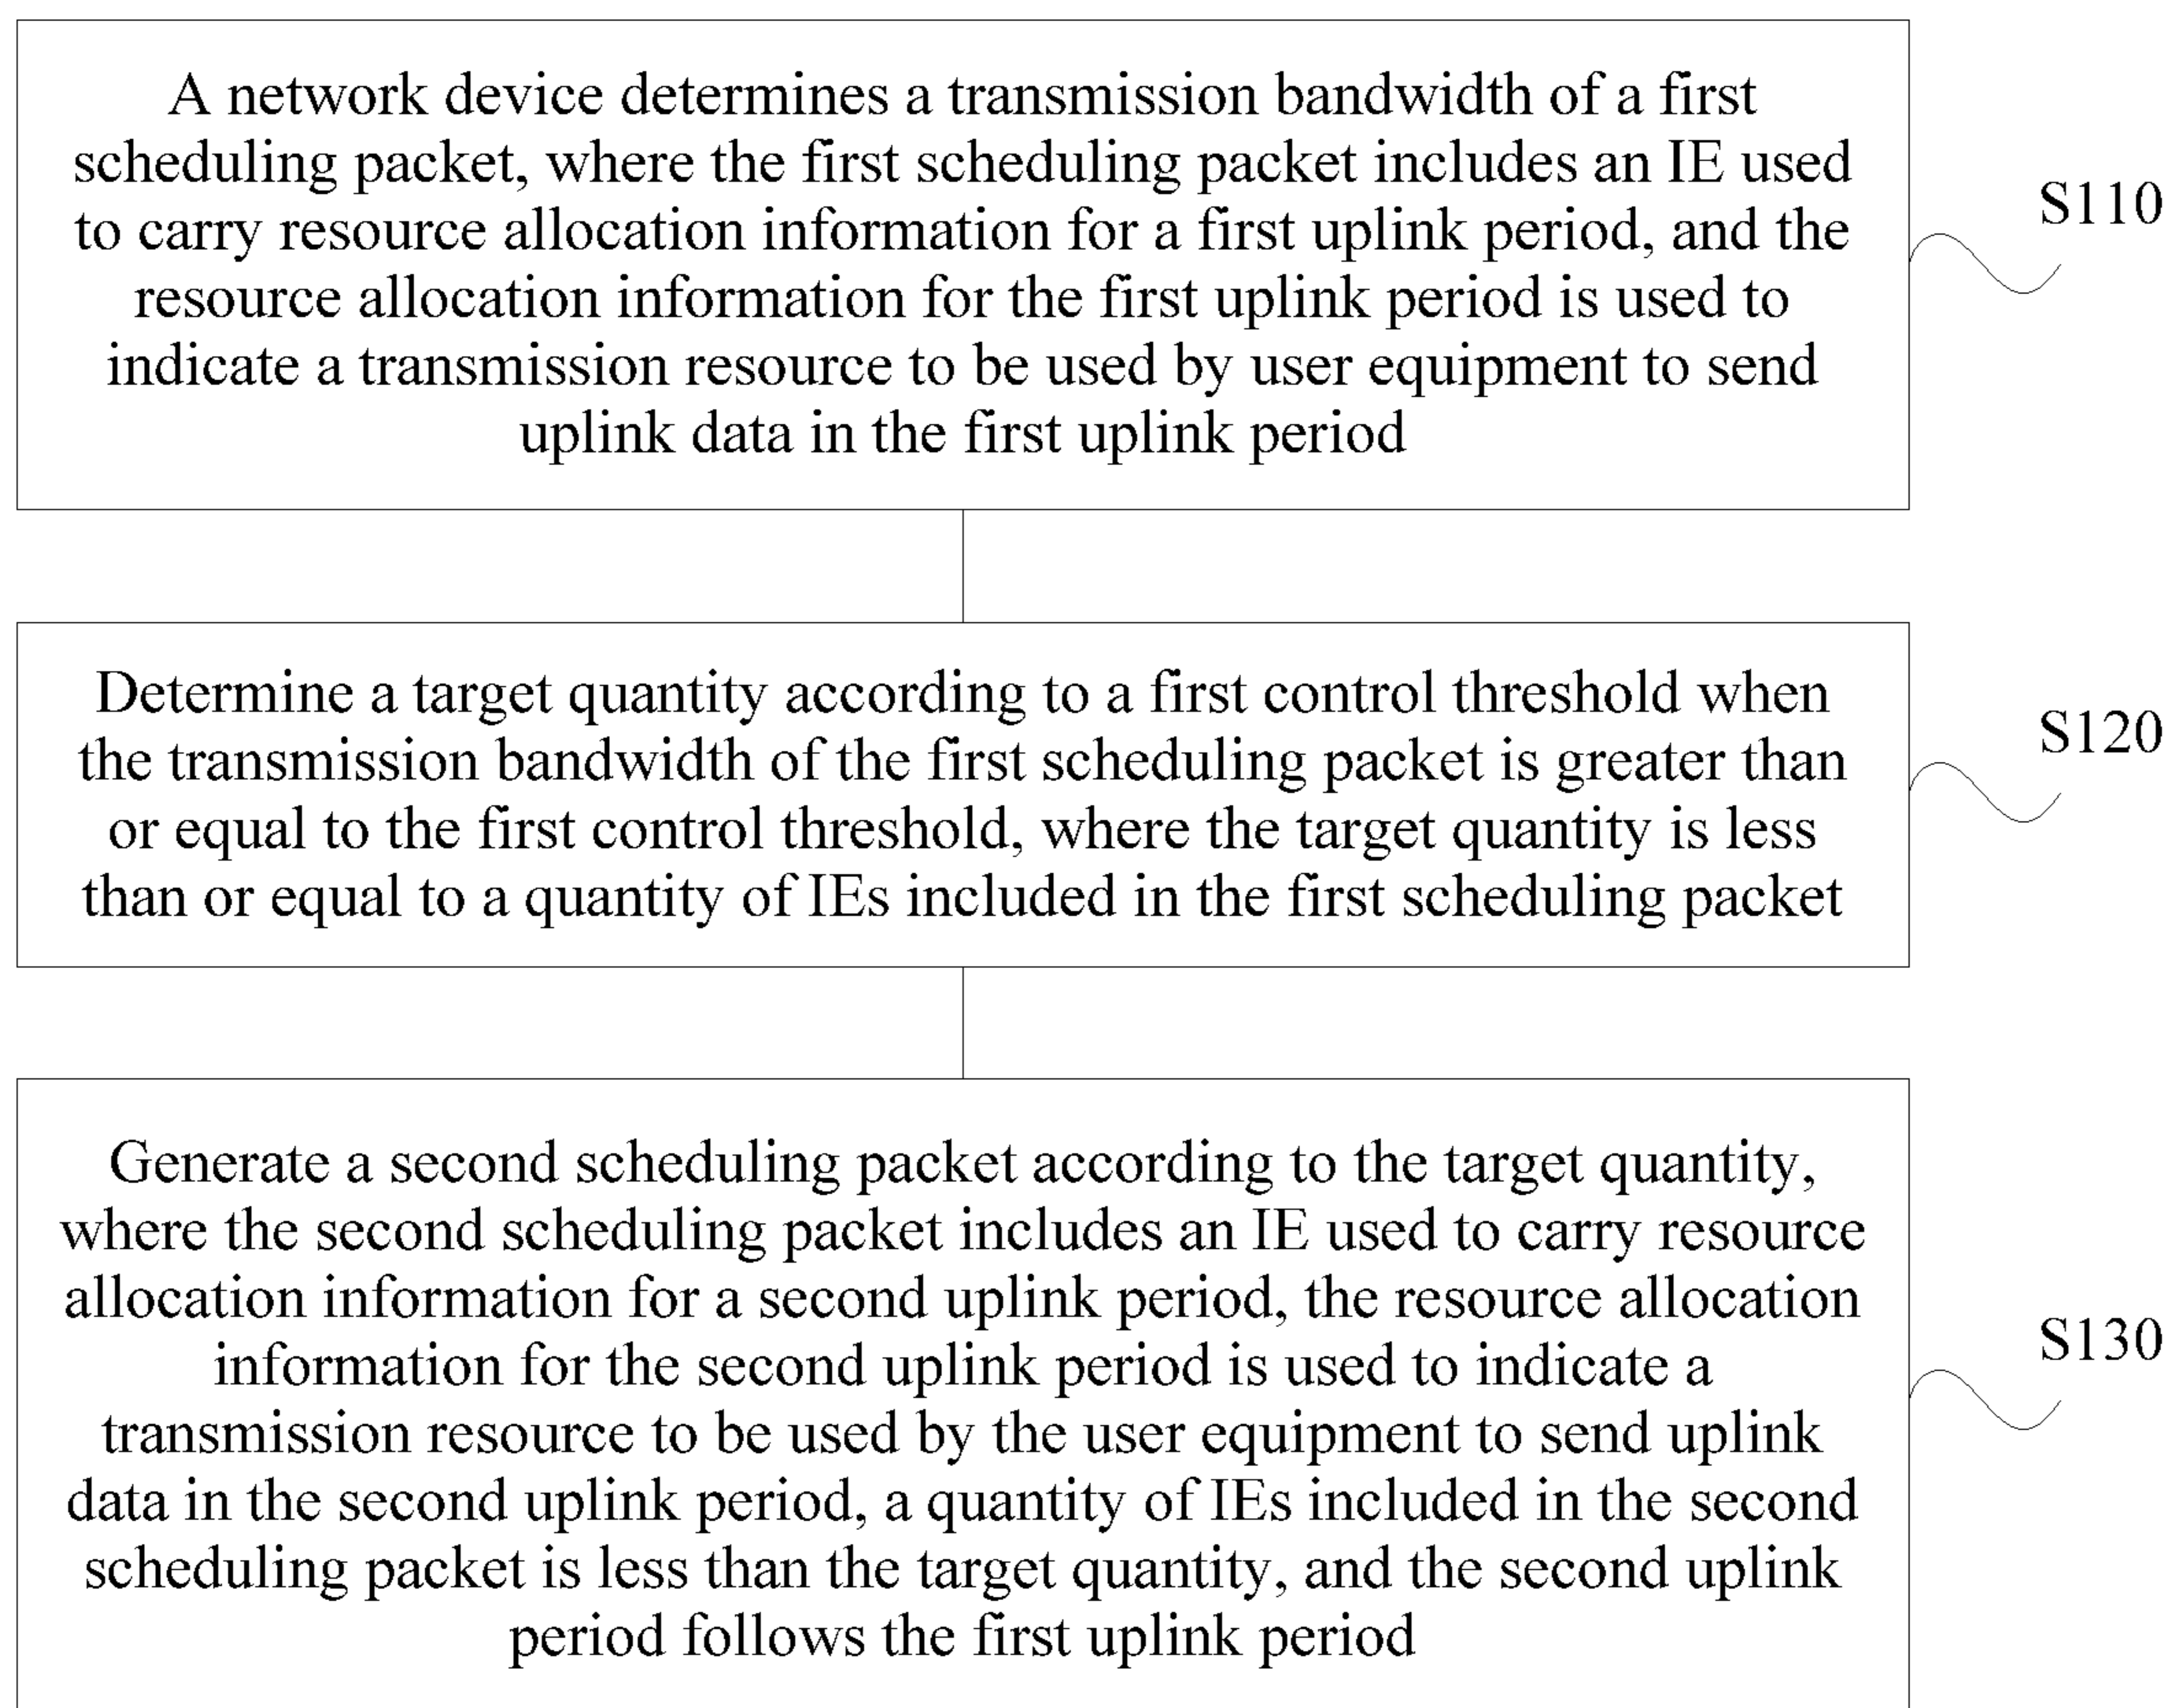 A network device determines a transmission bandwidth of a first
scheduling packet, where the first scheduling packet includes an IE used
to carry resource allocation information for a first uplink period, and the
resource allocation information for the first uplink period is used to
indicate a transmission resource to be used by user equipment to send
uplink data in the first uplink period
S110
Determine a target quantity according to a first control threshold when
the transmission bandwidth of the first scheduling packet is greater than
or equal to the first control threshold, where the target quantity is less
than or equal to a quantity of IEs included in the first scheduling packet
S120
Generate a second scheduling packet according to the target quantity,
where the second scheduling packet includes an IE used to carry resource
allocation information for a second uplink period, the resource allocation
information for the second uplink period is used to indicate a
transmission resource to be used by the user equipment to send uplink
data in the second uplink period, a quantity of IEs included in the second
scheduling packet is less than the target quantity, and the second uplink
period follows the first uplink period
S130